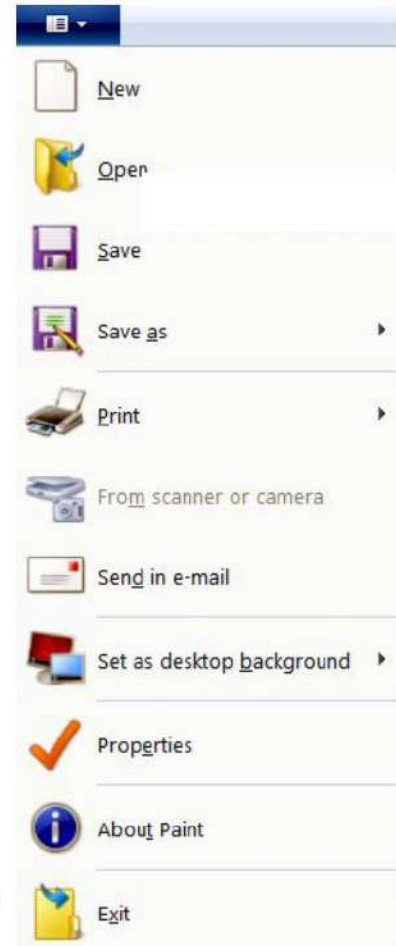 New
Open
Save
Save as
Print
From scanner or camera
Send in e-mail
Set as desktop background
Properties
About Paint
Exit